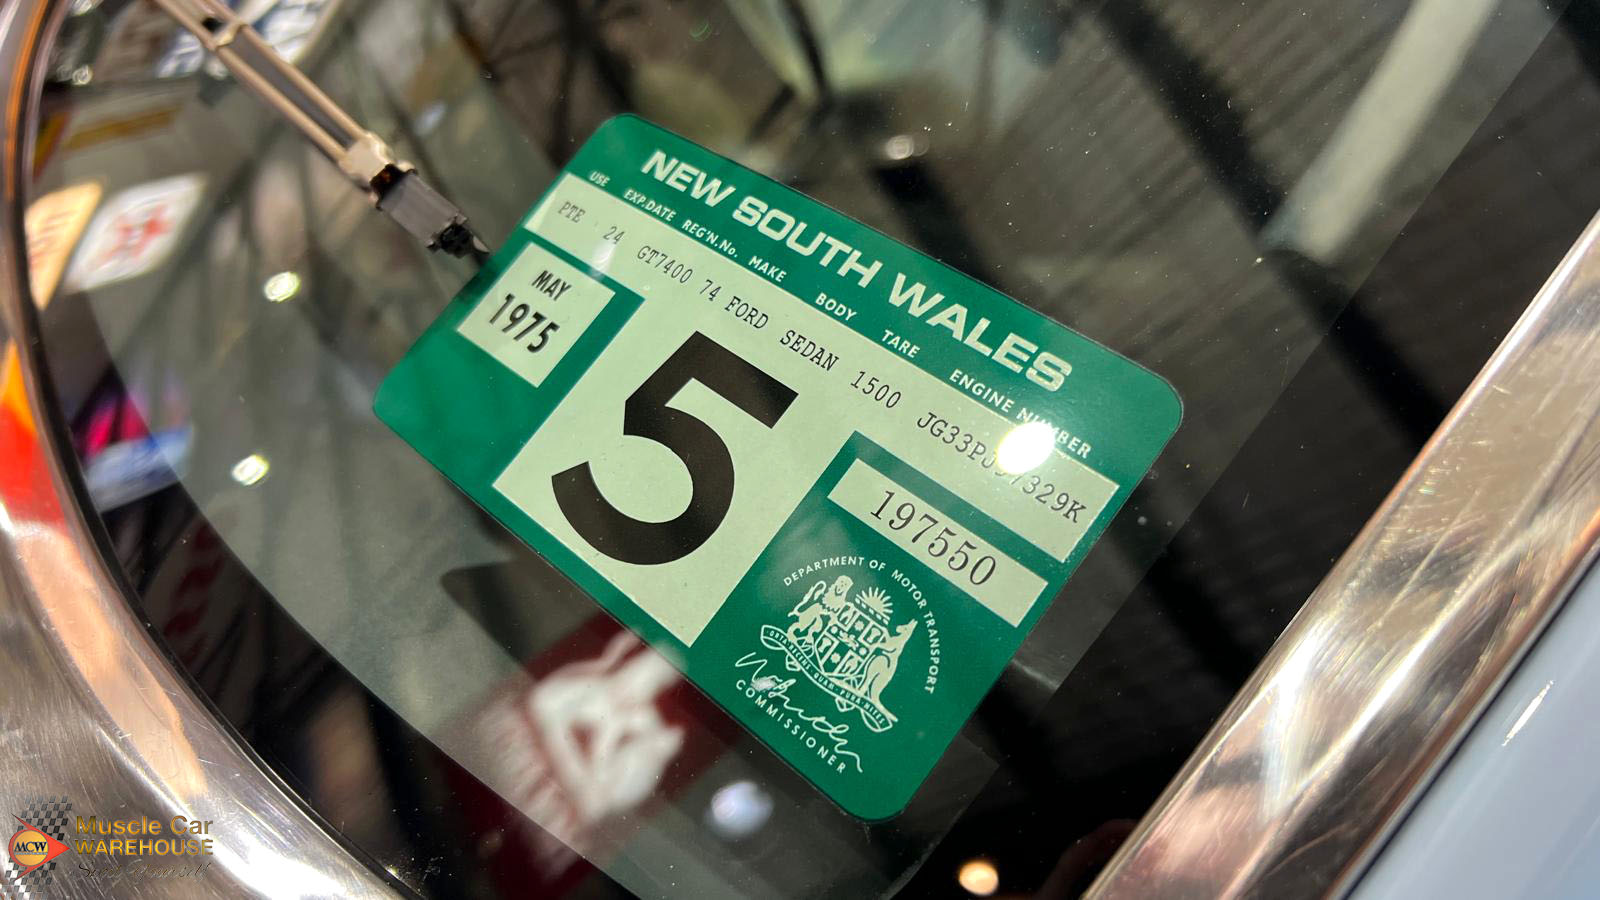 NEW SOUTH WALES
USE EXP.DATE REG'N.No. MAKE BODY TARE ENGINE NUMBER
PTE 24 GT7400 74 FORD SEDAN 1500
MAY
1975
5
197550
DEPARTMENT OF MOTOR TRANSPORT
COMMISSIONER
MCW
Muscle Car
WAREHOUSE